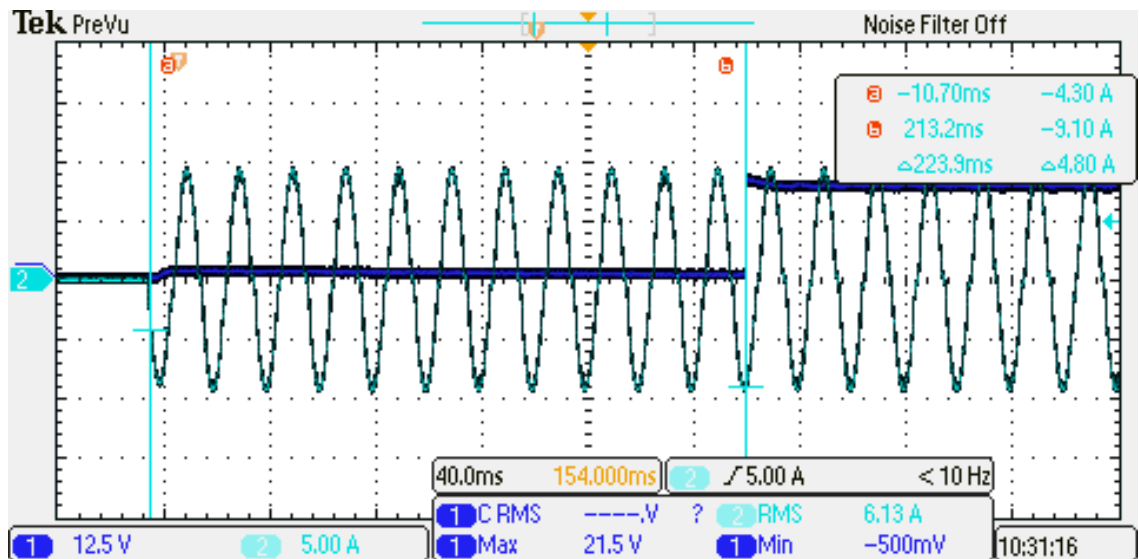 Tek PreVu Noise Filter Off
a T b
a −10.70ms −4.30 A
b 213.2ms −9.10 A
△223.9ms △4.80 A
2
40.0ms 154.000ms 2 5.00 A < 10 Hz
1 C RMS −−−−.V ? 2 RMS 6.13 A
1 Max 21.5 V 1 Min −500mV
1 12.5 V 2 5.00 A 10:31:16